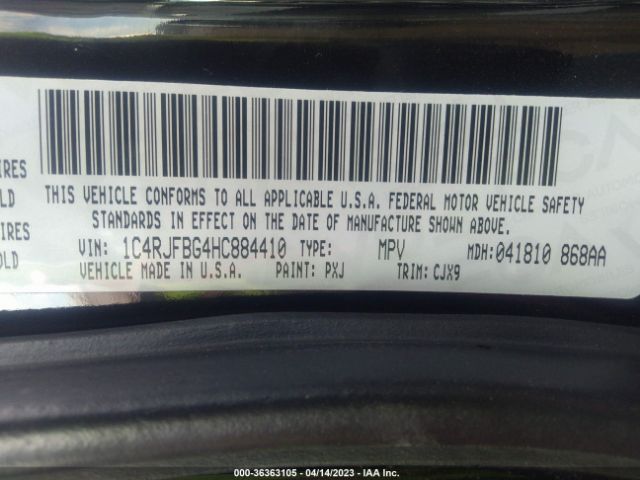 IRES
LD
IRES
OLD
THIS VEHICLE CONFORMS TO ALL APPLICABLE U.S.A. FEDERAL MOTOR VEHICLE SAFETY
STANDARDS IN EFFECT ON THE DATE OF MANUFACTURE SHOWN ABOVE.
VIN: 1C4RJFBG4HC884410 TYPE: MPV MDH:041810 868AA
VEHICLE MADE IN U.S.A. PAINT: PXJ TRIM: CJX9
000-36363105 - 04/14/2023 - IAA Inc.